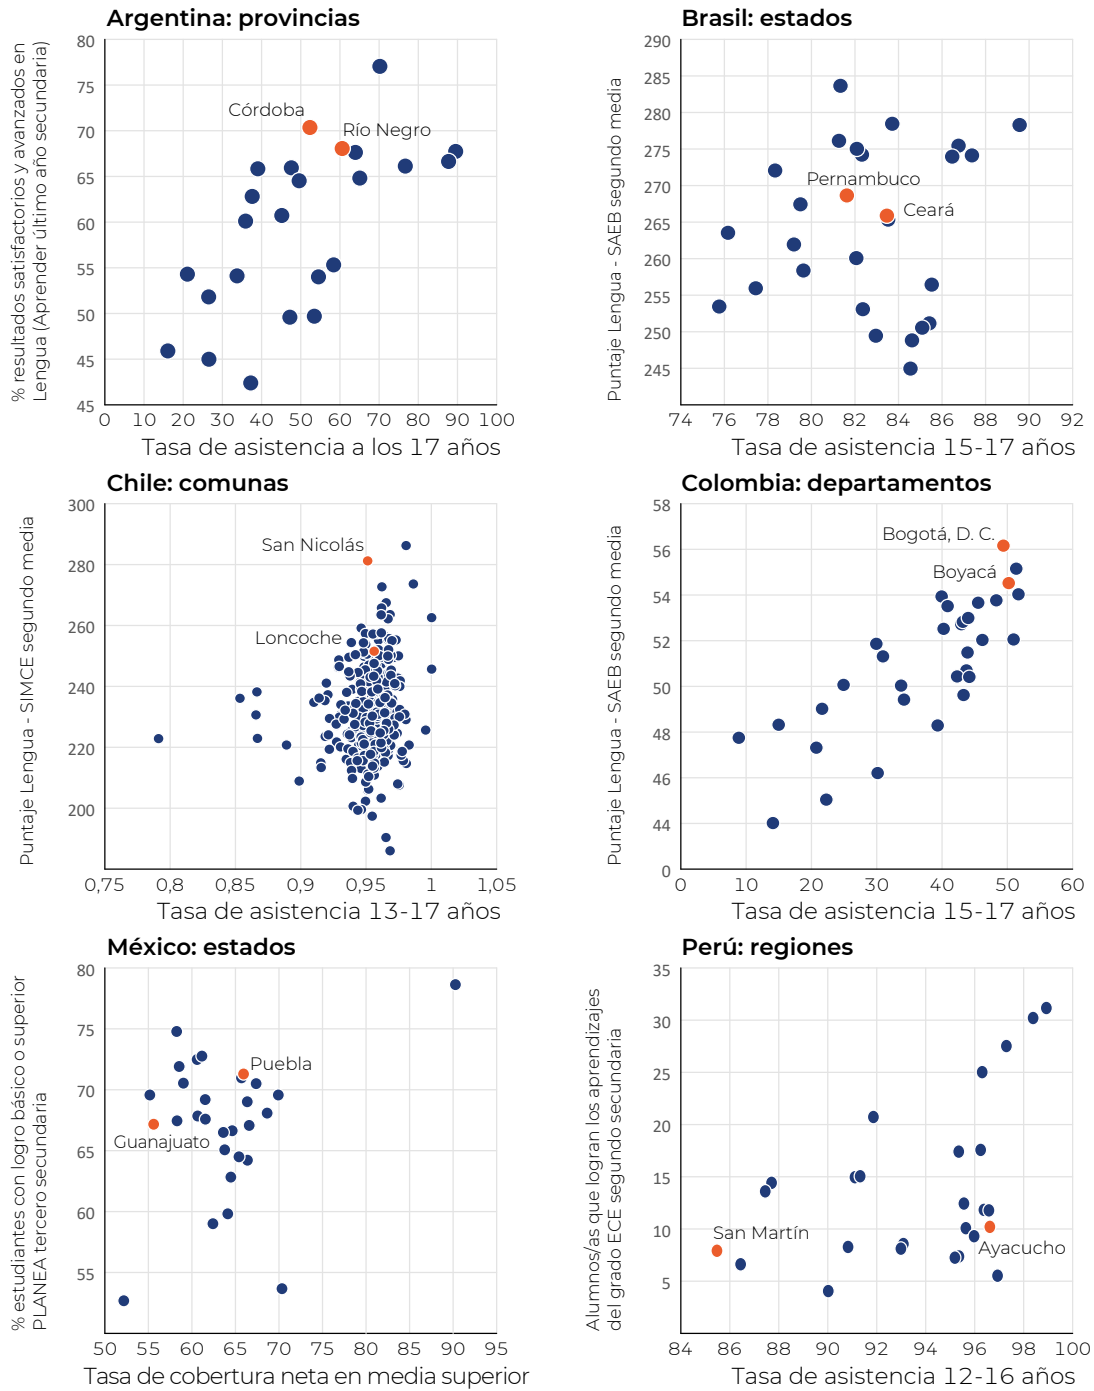 Argentina: provincias
% resultados satisfactorios y avanzados en
Lengua (Aprender último año secundaria)
80
75
70
65
60
55
50
45
45
0 10 20 30 40 50 60 70 80 90 100
Córdoba
Río Negro
Tasa de asistencia a los 17 años
Brasil: estados
Puntaje Lengua - SAEB segundo media
290
285
280
275
270
265
260
255
250
245
74 76 78 80 82 84 86 88 90 92
Pernambuco
Ceará
Tasa de asistencia 15-17 años
Chile: comunas
Puntaje Lengua - SIMCE segundo media
300
280
260
240
220
200
0,75 0,8 0,85 0,9 0,95 1 1,05
San Nicolás
Loncoche
Tasa de asistencia 13-17 años
Colombia: departamentos
Puntaje Lengua - SAEB segundo media
58
56
54
52
50
48
46
44
0
0 10 20 30 40 50 60
Bogotá, D. C.
Boyacá
Tasa de asistencia 15-17 años
México: estados
% estudiantes con logro básico o superior
PLANEA tercero secundaria
80
75
70
65
60
55
50 55 60 65 70 75 80 85 90 95
Puebla
Guanajuato
Tasa de cobertura neta en media superior
Perú: regiones
Alumnos/as que logran los aprendizajes
del grado ECE segundo secundaria
35
30
25
20
15
10
5
84 86 88 90 92 94 96 98 100
San Martín
Ayacucho
Tasa de asistencia 12-16 años